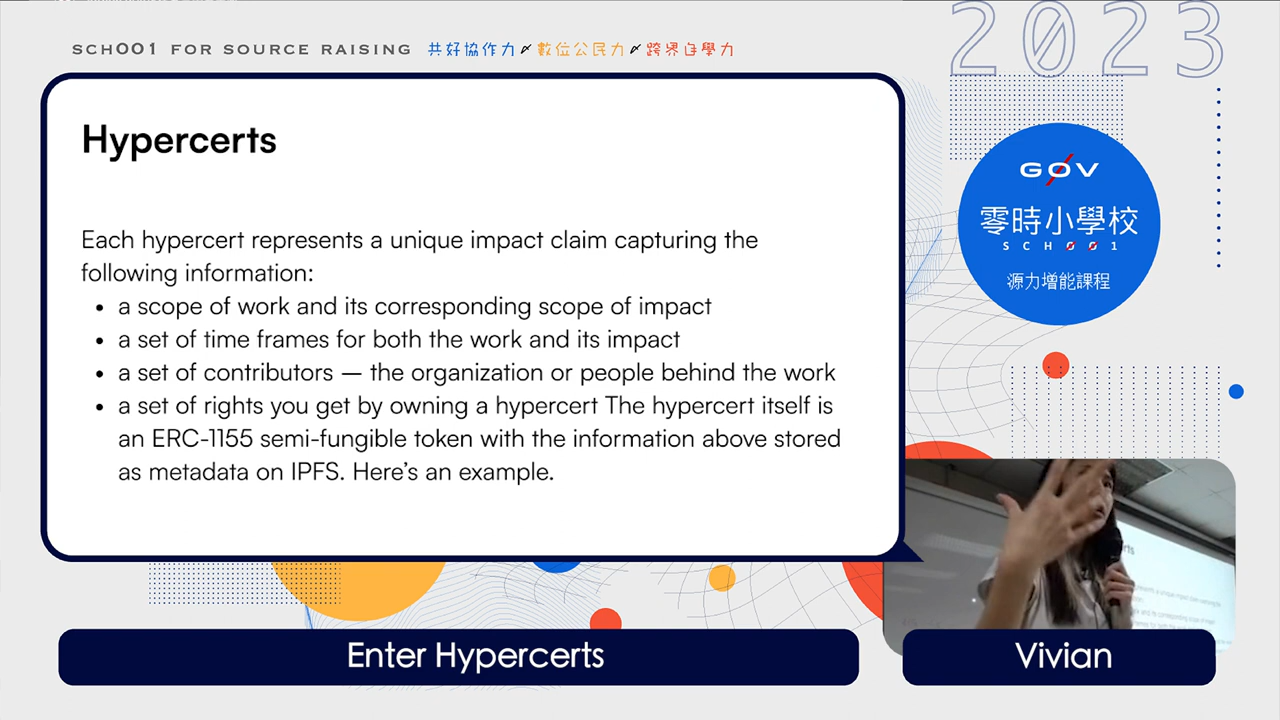 SCH001 FOR SOURCE RAISING 共好協作力 數位公民力 跨界自學力
2023
Hypercerts
Each hypercert represents a unique impact claim capturing the
following information:
• a scope of work and its corresponding scope of impact
• a set of time frames for both the work and its impact
• a set of contributors — the organization or people behind the work
• a set of rights you get by owning a hypercert The hypercert itself is
an ERC-1155 semi-fungible token with the information above stored
as metadata on IPFS. Here’s an example.
G0V
零時小學校
SCH001
源力增能課程
Enter Hypercerts
Vivian